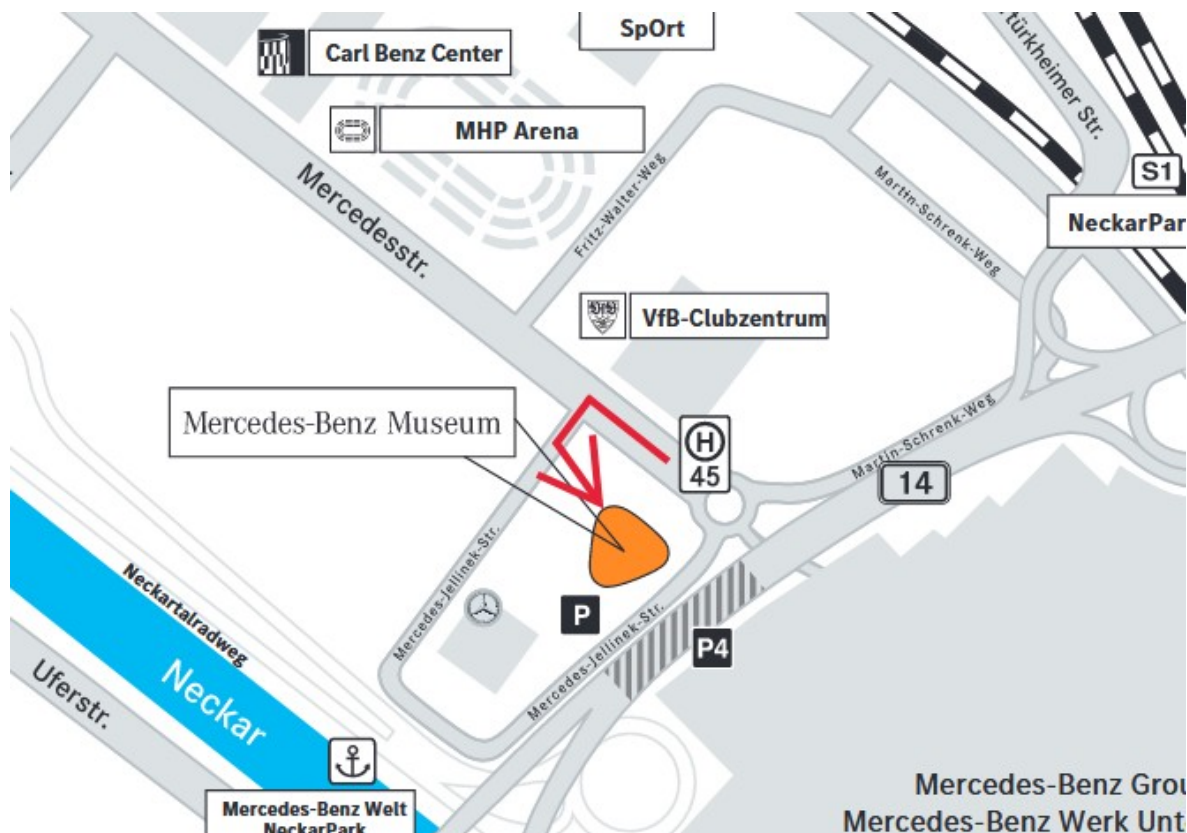 SpOrt
Carl Benz Center
MHP Arena
Mercedesstr.
Fritz-Walter-Weg
Martin-Schrenk-Weg
türkheimer Str.
S1
NeckarPar
VfB-Clubzentrum
Mercedes-Benz Museum
H
45
Martin-Schrenk-Weg
14
Mercedes-Jellinek-Str.
P
Mercedes-Jellinek-Str.
P4
Neckartalradweg
Neckar
Uferstr.
Mercedes-Benz Welt
NeckarPark
Mercedes-Benz Grou
Mercedes-Benz Werk Unt